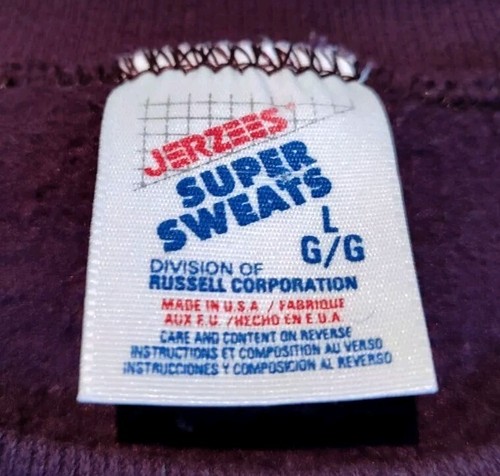 JERZEES
SUPER
SWEATS
L
G/G
DIVISION OF
RUSSELL CORPORATION
MADE IN U.S.A. / FABRIQUE
AUX E.U. / HECHO EN E.U.A.
CARE AND CONTENT ON REVERSE
INSTRUCTIONS ET COMPOSITION AU VERSO
INSTRUCCIONES Y COMPOSICION AL REVERSO